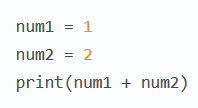 num1 = 1
num2 = 2
print(num1 + num2)